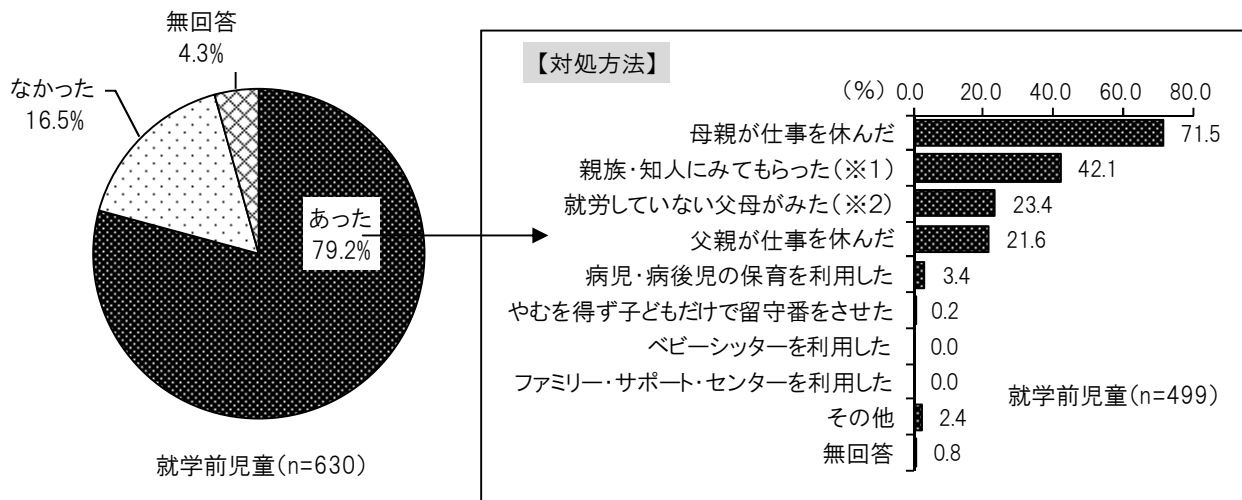 無回答
4.3%
なかった
16.5%
あった
79.2%
就学前児童(n=630)
【対処方法】
(%) 0.0 20.0 40.0 60.0 80.0
母親が仕事を休んだ 71.5
親族・知人にみてもらった(※1) 42.1
就労していない父母がみた(※2) 23.4
父親が仕事を休んだ 21.6
病児・病後児の保育を利用した 3.4
やむを得ず子どもだけで留守番をさせた 0.2
ベビーシッターを利用した 0.0
ファミリー・サポート・センターを利用した 0.0
その他 2.4
無回答 0.8
就学前児童(n=499)